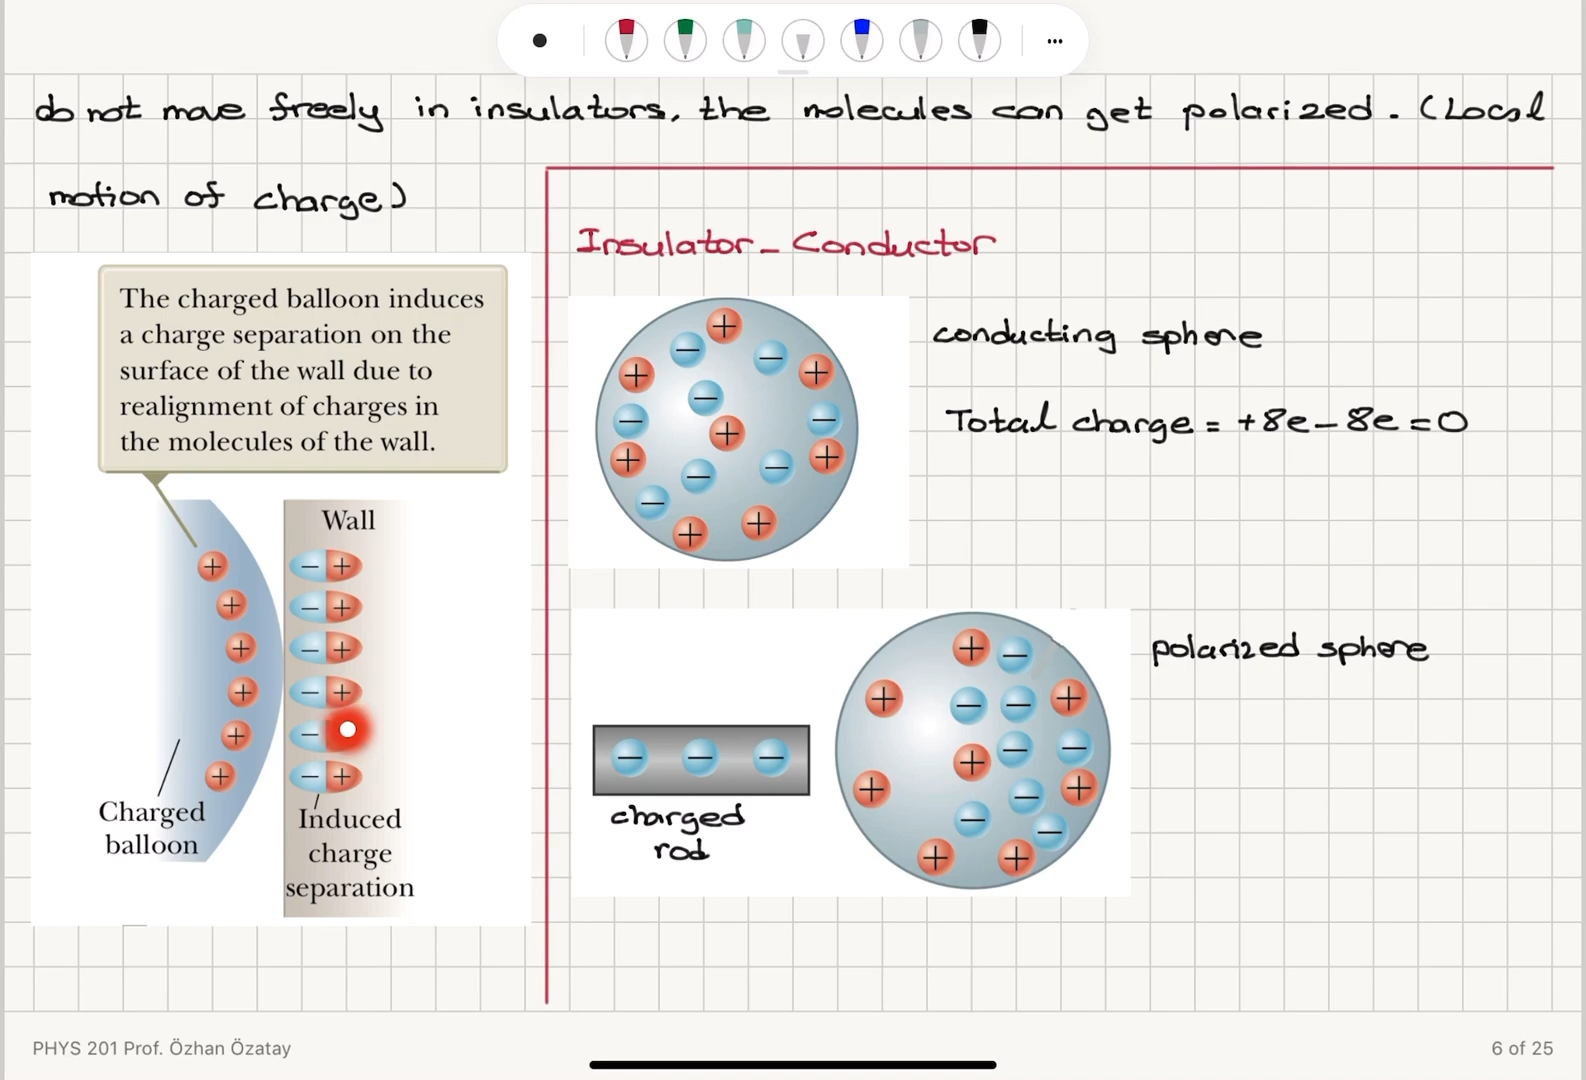 do not move freely in insulators, the molecules can get polarized. (Local
motion of charge)
The charged balloon induces
a charge separation on the
surface of the wall due to
realignment of charges in
the molecules of the wall.
Wall
Charged
balloon
Induced
charge
separation
Insulator - Conductor
conducting sphere
Total charge = +8e - 8e = 0
charged
rod
polarized sphere
PHYS 201 Prof. Özhan Özatay
6 of 25